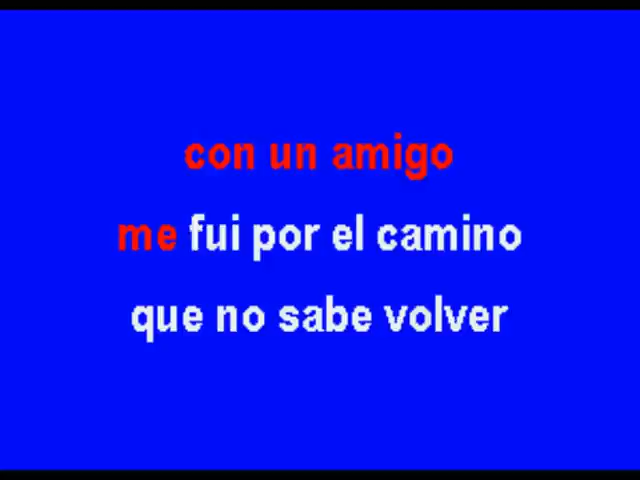 con un amigo
me fui por el camino
que no sabe volver